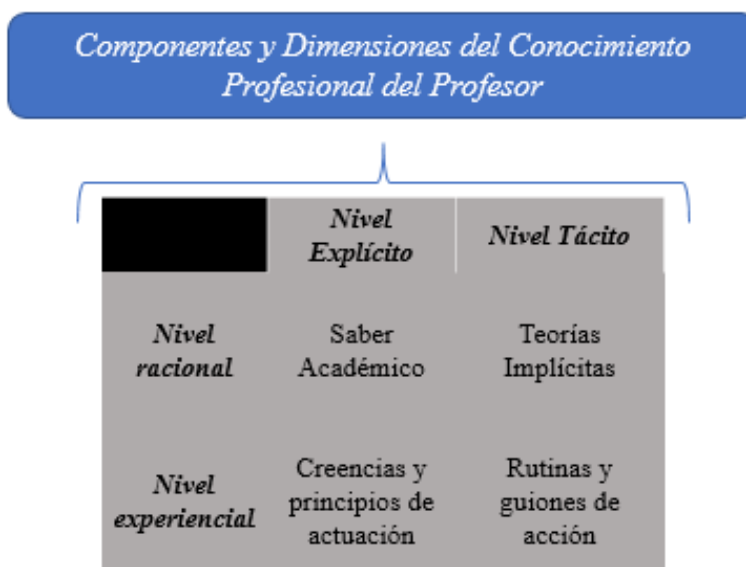 Componentes y Dimensiones del Conocimiento
Profesional del Profesor
Nivel
Explícito
Nivel Tácito
Nivel
racional
Saber
Académico
Teorías
Implícitas
Nivel
experiencial
Creencias y
principios de
actuación
Rutinas y
guiones de
acción